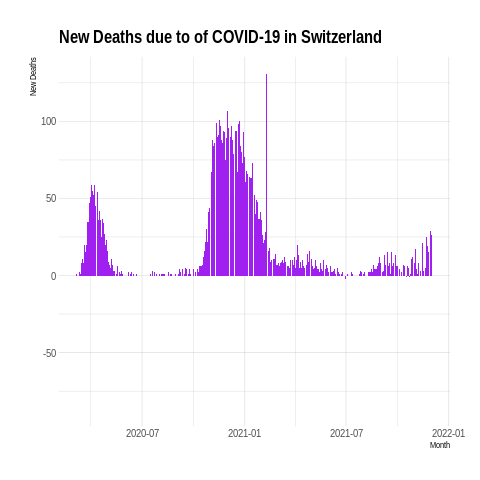 New Deaths due to of COVID-19 in Switzerland
New Deaths
100
50
0
-50
2020-07
2021-01
2021-07
2022-01
Month